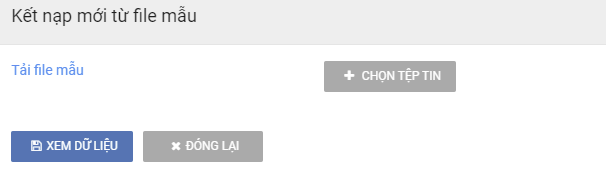 Kết nạp mới từ file mẫu
Tải file mẫu
CHỌN TỆP TIN
XEM DỮ LIỆU
ĐÓNG LẠI